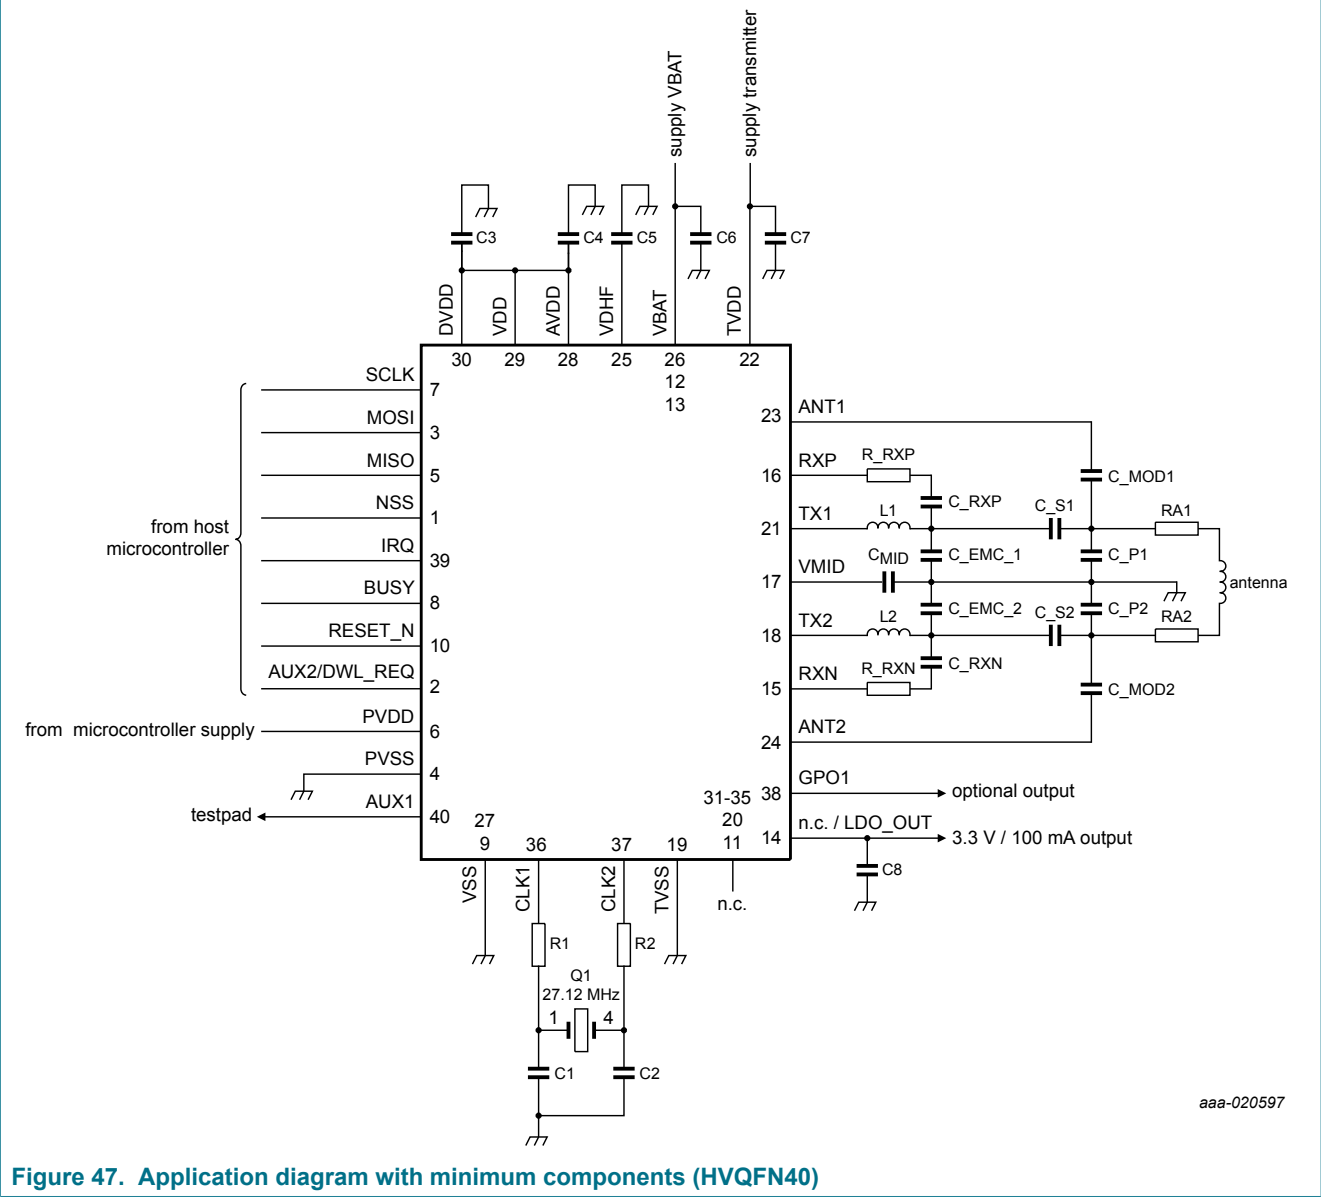 supply VBAT
supply transmitter
C3
C4
C5
C6
C7
DVDD
VDD
AVDD
VDHF
VBAT
TVDD
30
29
28
25
26
22
12
13
SCLK
7
MOSI
3
MISO
5
NSS
1
IRQ
39
BUSY
8
RESET_N
10
AUX2/DWL_REQ
2
from host
microcontroller
from microcontroller supply
PVDD
6
PVSS
4
testpad
AUX1
40
23
ANT1
C_MOD1
16
RXP
R_RXP
C_RXP
21
TX1
L1
C_S1
RA1
C_EMC_1
C_P1
17
VMID
CMID
antenna
C_EMC_2
C_P2
18
TX2
L2
C_S2
RA2
C_RXN
15
RXN
R_RXN
C_MOD2
24
ANT2
38
GPO1
optional output
14
n.c. / LDO_OUT
3.3 V / 100 mA output
C8
27
9
36
37
19
31-35
20
11
VSS
CLK1
CLK2
TVSS
n.c.
R1
R2
Q1
27.12 MHz
1
4
C1
C2
aaa-020597
Figure 47. Application diagram with minimum components (HVQFN40)